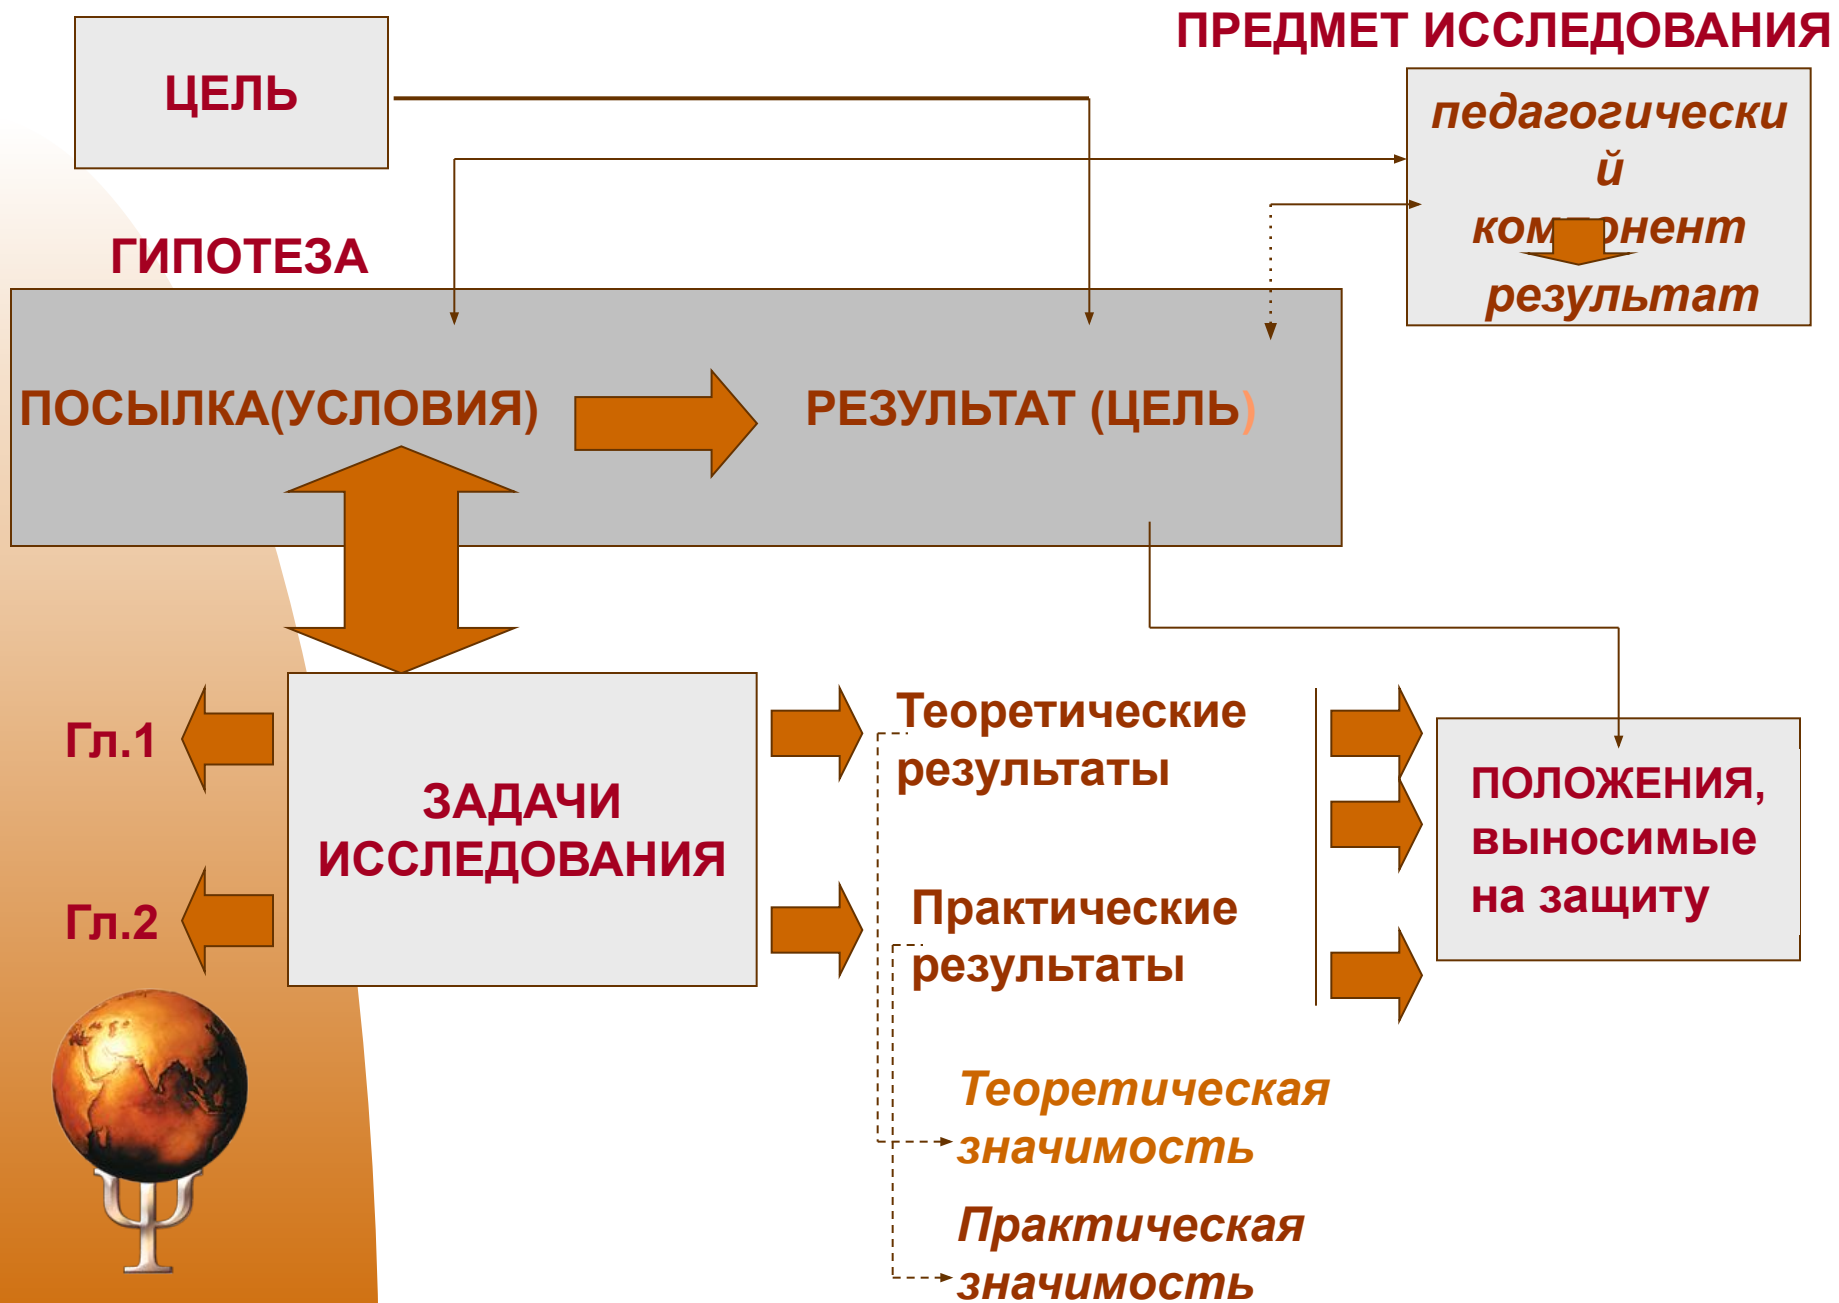 ПРЕДМЕТ ИССЛЕДОВАНИЯ
ЦЕЛЬ
педагогически
й
компонент
результат
ГИПОТЕЗА
ПОСЫЛКА(УСЛОВИЯ)
РЕЗУЛЬТАТ (ЦЕЛЬ)
Гл.1
Гл.2
ЗАДАЧИ
ИССЛЕДОВАНИЯ
Теоретические
результаты
Практические
результаты
ПОЛОЖЕНИЯ,
выносимые
на защиту
Теоретическая
значимость
Практическая
значимость